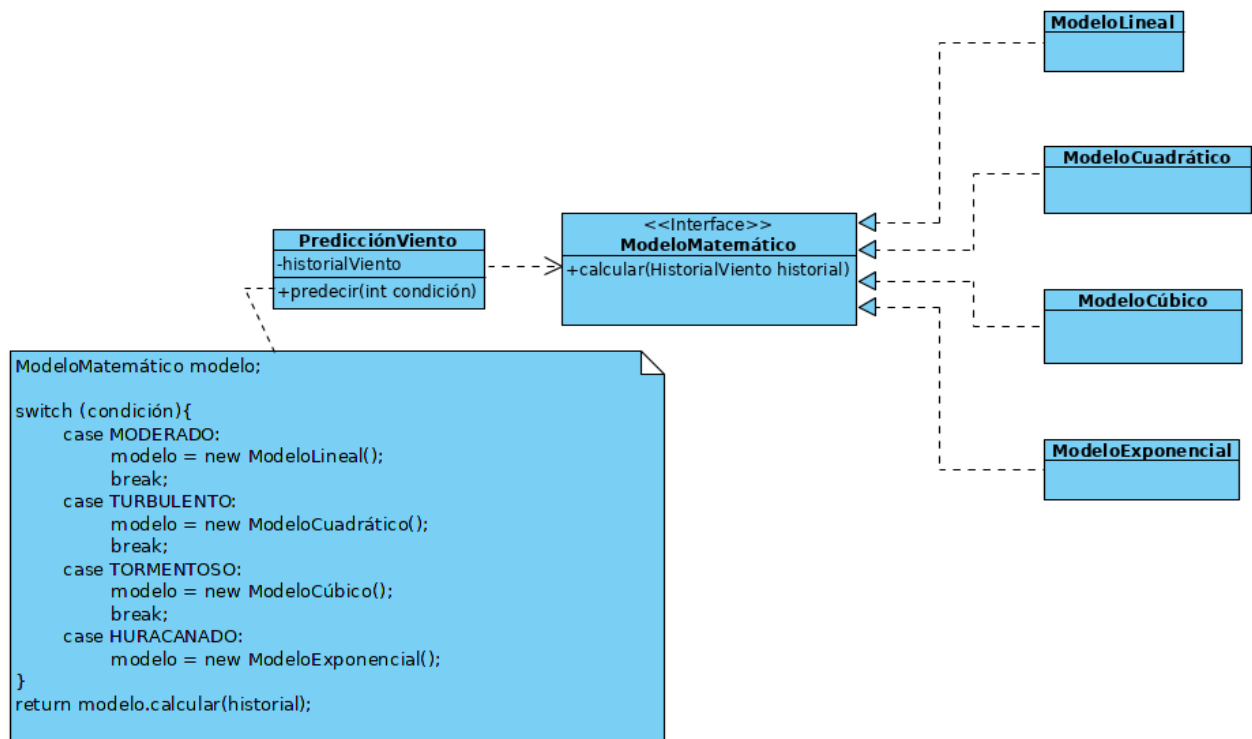 ModeloLineal
ModeloCuadrático
<<Interface>>
ModeloMatemático
+calcular(HistorialViento historial)
PredicciónViento
-historialViento
+predecir(int condición)
ModeloCúbico
ModeloExponencial
ModeloMatemático modelo;
switch (condición){
case MODERADO:
modelo = new ModeloLineal();
break;
case TURBULENTO:
modelo = new ModeloCuadrático();
break;
case TORMENTOSO:
modelo = new ModeloCúbico();
break;
case HURACANADO:
modelo = new ModeloExponencial();
}
return modelo.calcular(historial);